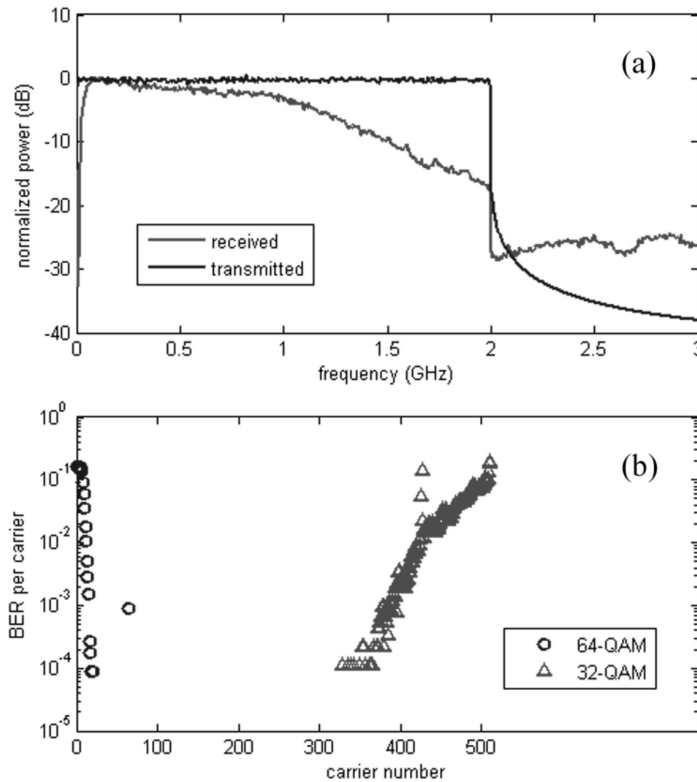 10
0
-10
-20
-30
-40
normalized power (dB)
(a)
received
transmitted
0 0.5 1 1.5 2 2.5 3
frequency (GHz)
10^0
10^-1
10^-2
10^-3
10^-4
10^-5
BER per carrier
(b)
64-QAM
32-QAM
0 100 200 300 400 500
carrier number